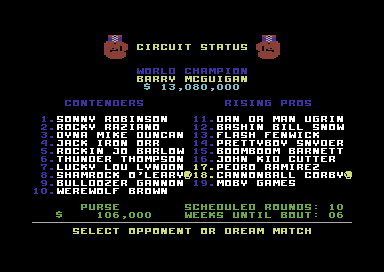 CIRCUIT STATUS
WORLD CHAMPION
BARRY MCGUIGAN
$ 13,080,000
CONTENDERS
1. SONNY ROBINSON
2. ROCKY RAZIANO
3. DYNA MIKE DUNCAN
4. JACK IRON ORR
5. ROCKIN JO BARLOW
6. THUNDER THOMPSON
7. LUCKY LOU LYNDON
8. SHAMROCK O'LEARY
9. BULLDOZER GANNON
10. WEREWOLF BROWN
RISING PROS
11. DAN DA MAN UGRIN
12. BASHIN BILL SNOW
13. FLASH FENWICK
14. PRETTYBOY SNYDER
15. BOOMBOOM BARNETT
16. JOHN KID CUTTER
17. PEDRO RAMIREZ
18. CANNONBALL CORBY
19. MOBY GAMES
PURSE
$ 106,000
SCHEDULED ROUNDS: 10
WEEKS UNTIL BOUT: 06
SELECT OPPONENT OR DREAM MATCH